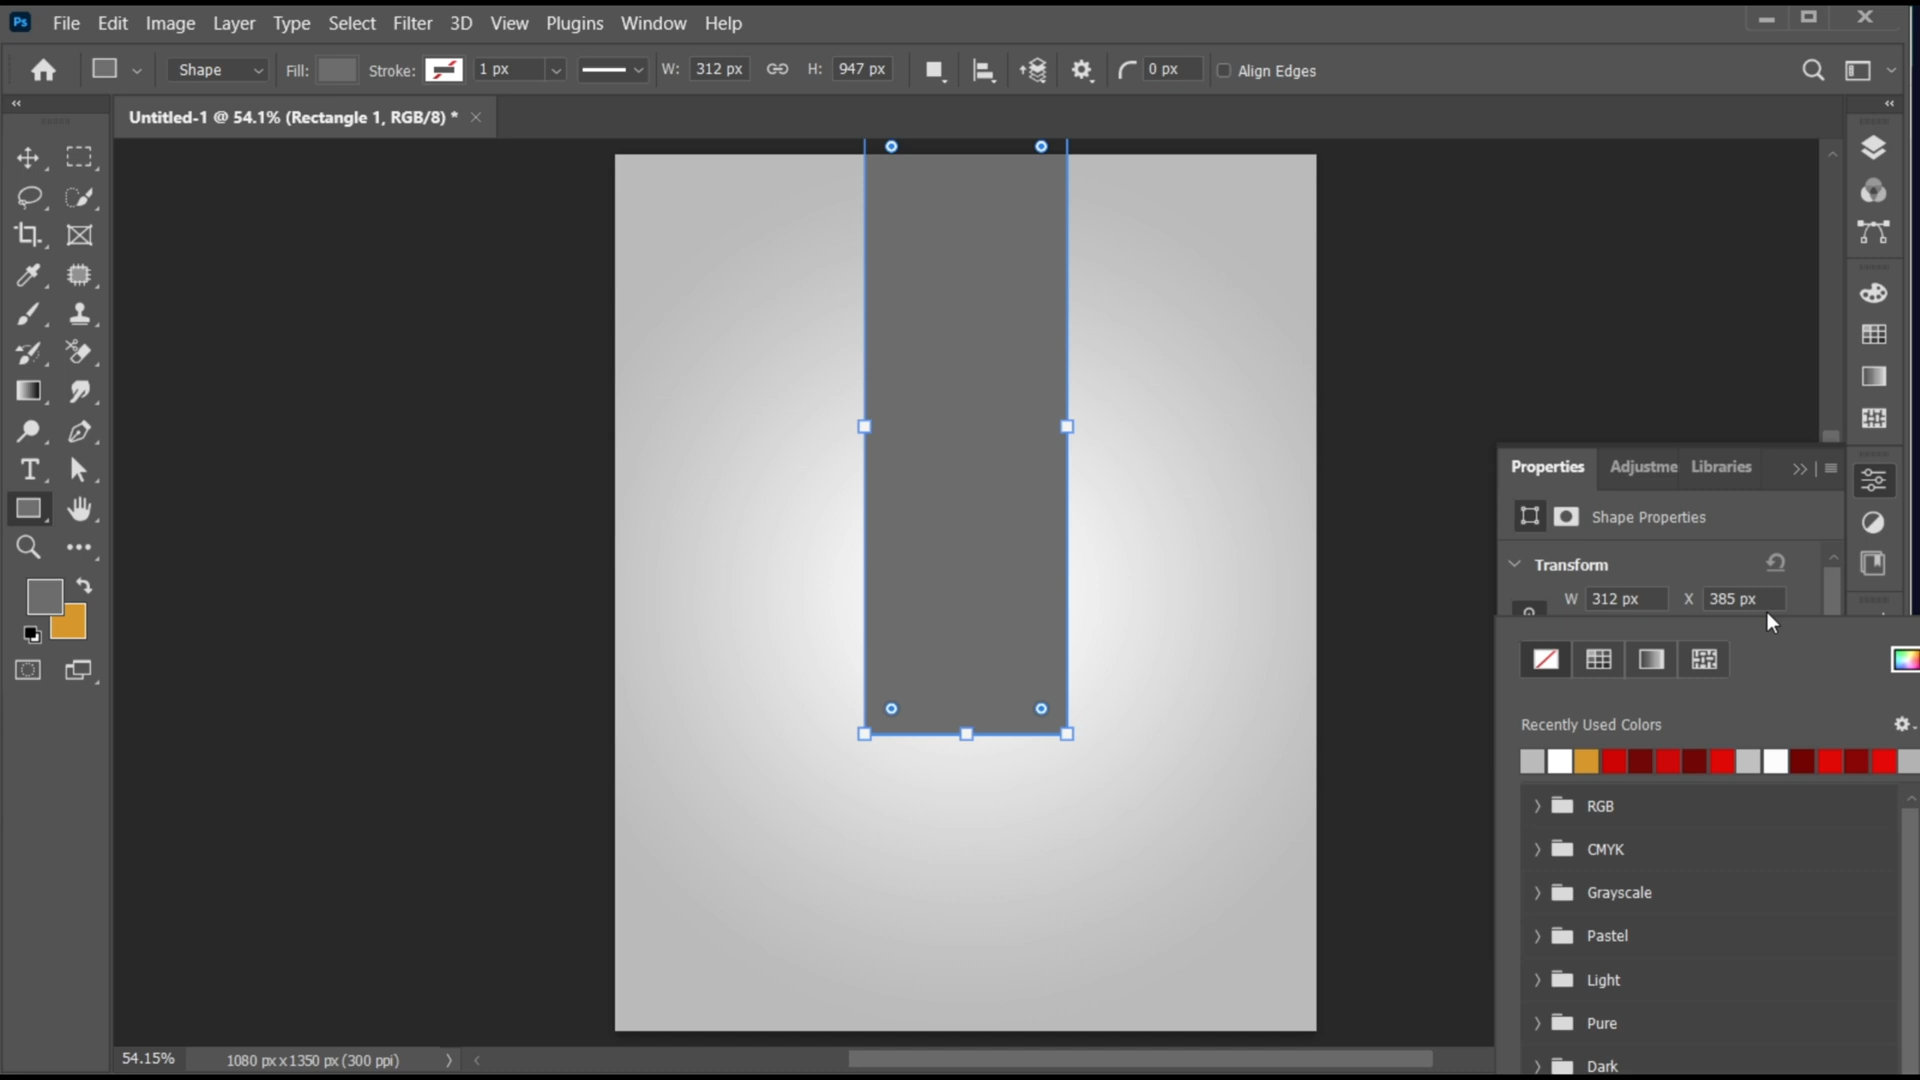 Ps File Edit Image Layer Type Select Filter 3D View Plugins Window Help
Shape Fill: Stroke: 1 px W: 312 px H: 947 px 0 px Align Edges
Untitled-1 @ 54.1% (Rectangle 1, RGB/8) *
Properties Adjustme Libraries
Shape Properties
Transform
W 312 px X 385 px
Recently Used Colors
RGB
CMYK
Grayscale
Pastel
Light
Pure
Dark
54.15% 1080 px x 1350 px (300 ppi)